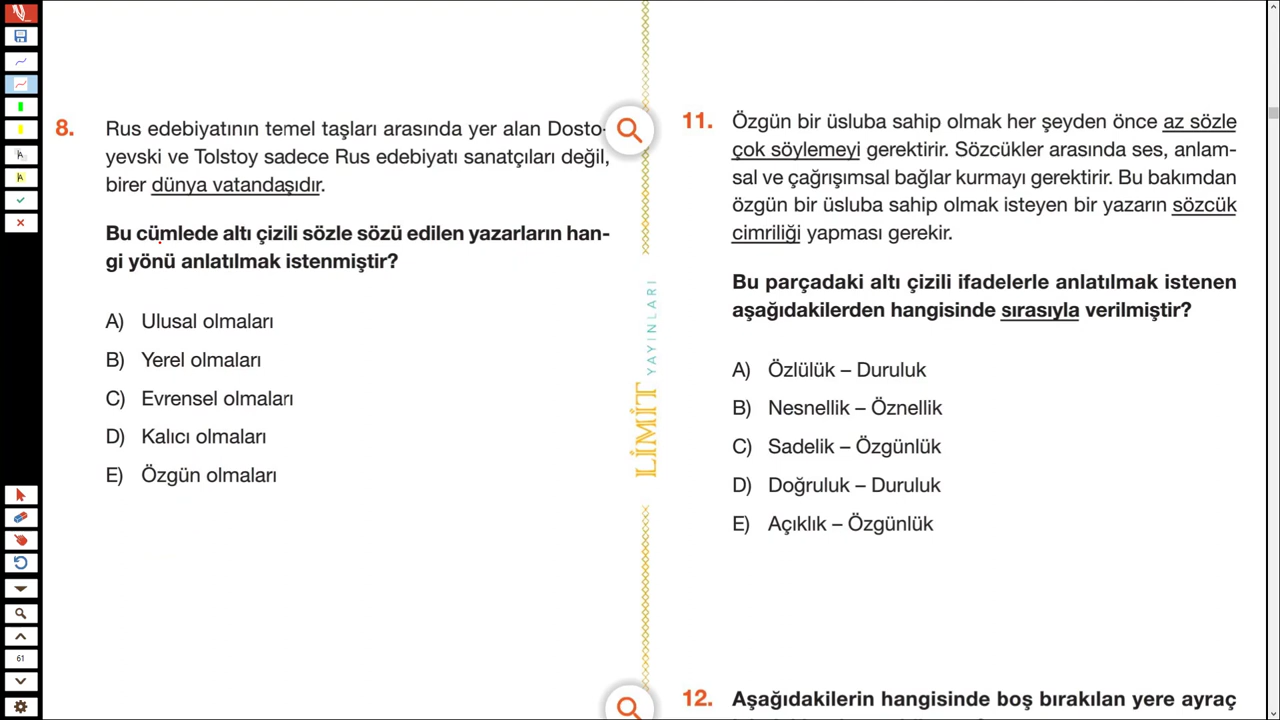 8. Rus edebiyatının temel taşları arasında yer alan Dosto-
yevski ve Tolstoy sadece Rus edebiyatı sanatçıları değil,
birer dünya vatandaşıdır.
Bu cümlede altı çizili sözle sözü edilen yazarların han-
gi yönü anlatılmak istenmiştir?
A) Ulusal olmaları
B) Yerel olmaları
C) Evrensel olmaları
D) Kalıcı olmaları
E) Özgün olmaları
LİMİT YAYINLARI
11. Özgün bir üsluba sahip olmak her şeyden önce az sözle
çok söylemeyi gerektirir. Sözcükler arasında ses, anlam-
sal ve çağrışımsal bağlar kurmayı gerektirir. Bu bakımdan
özgün bir üsluba sahip olmak isteyen bir yazarın sözcük
cimriliği yapması gerekir.
Bu parçadaki altı çizili ifadelerle anlatılmak istenen
aşağıdakilerden hangisinde sırasıyla verilmiştir?
A) Özlülük – Duruluk
B) Nesnellik – Öznellik
C) Sadelik – Özgünlük
D) Doğruluk – Duruluk
E) Açıklık – Özgünlük
12. Aşağıdakilerin hangisinde boş bırakılan yere ayraç
61